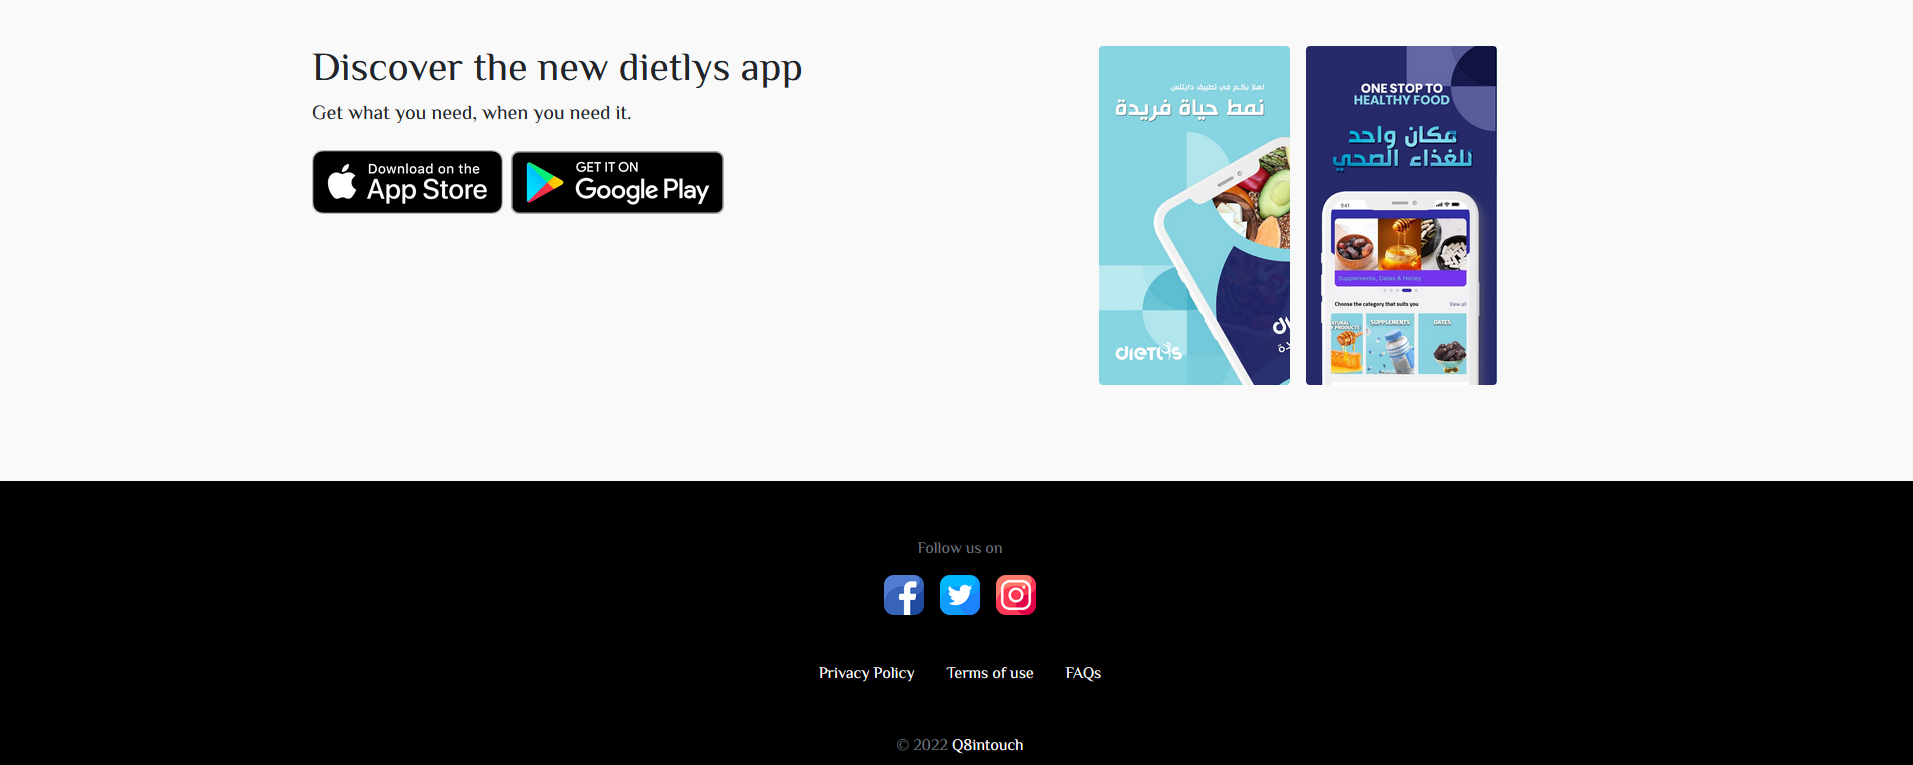 Discover the new dietlys app
Get what you need, when you need it.
Download on the
App Store
GET IT ON
Google Play
اهلا بكم في تطبيق دايتلس
نمط حياة فريدة
DIETLYS
ONE STOP TO
HEALTHY FOOD
مكان واحد
للغذاء الصحي
9:41
Supplements, Dates & Honey
Choose the category that suits you
View all
SUPPLEMENTS
DATES
Follow us on
Privacy Policy
Terms of use
FAQs
© 2022 Q8intouch